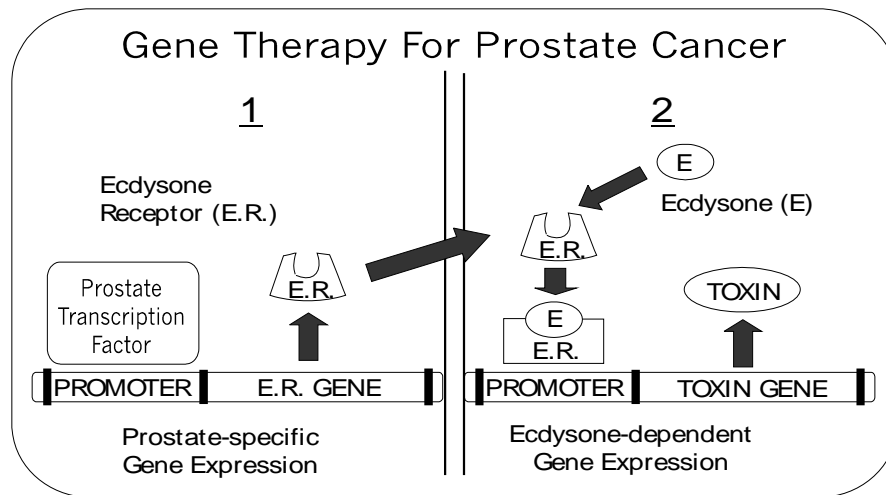 Gene Therapy For Prostate Cancer
1
Ecdysone
Receptor (E.R.)
E.R.
Prostate
Transcription
Factor
PROMOTER
E.R. GENE
Prostate-specific
Gene Expression
2
E
Ecdysone (E)
E.R.
E
E.R.
TOXIN
PROMOTER
TOXIN GENE
Ecdysone-dependent
Gene Expression